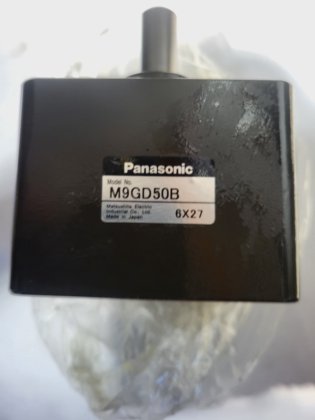 Panasonic
Model No.
M9GD50B
Matsushita Electric
Industrial Co., Ltd.
Made in Japan
6X27